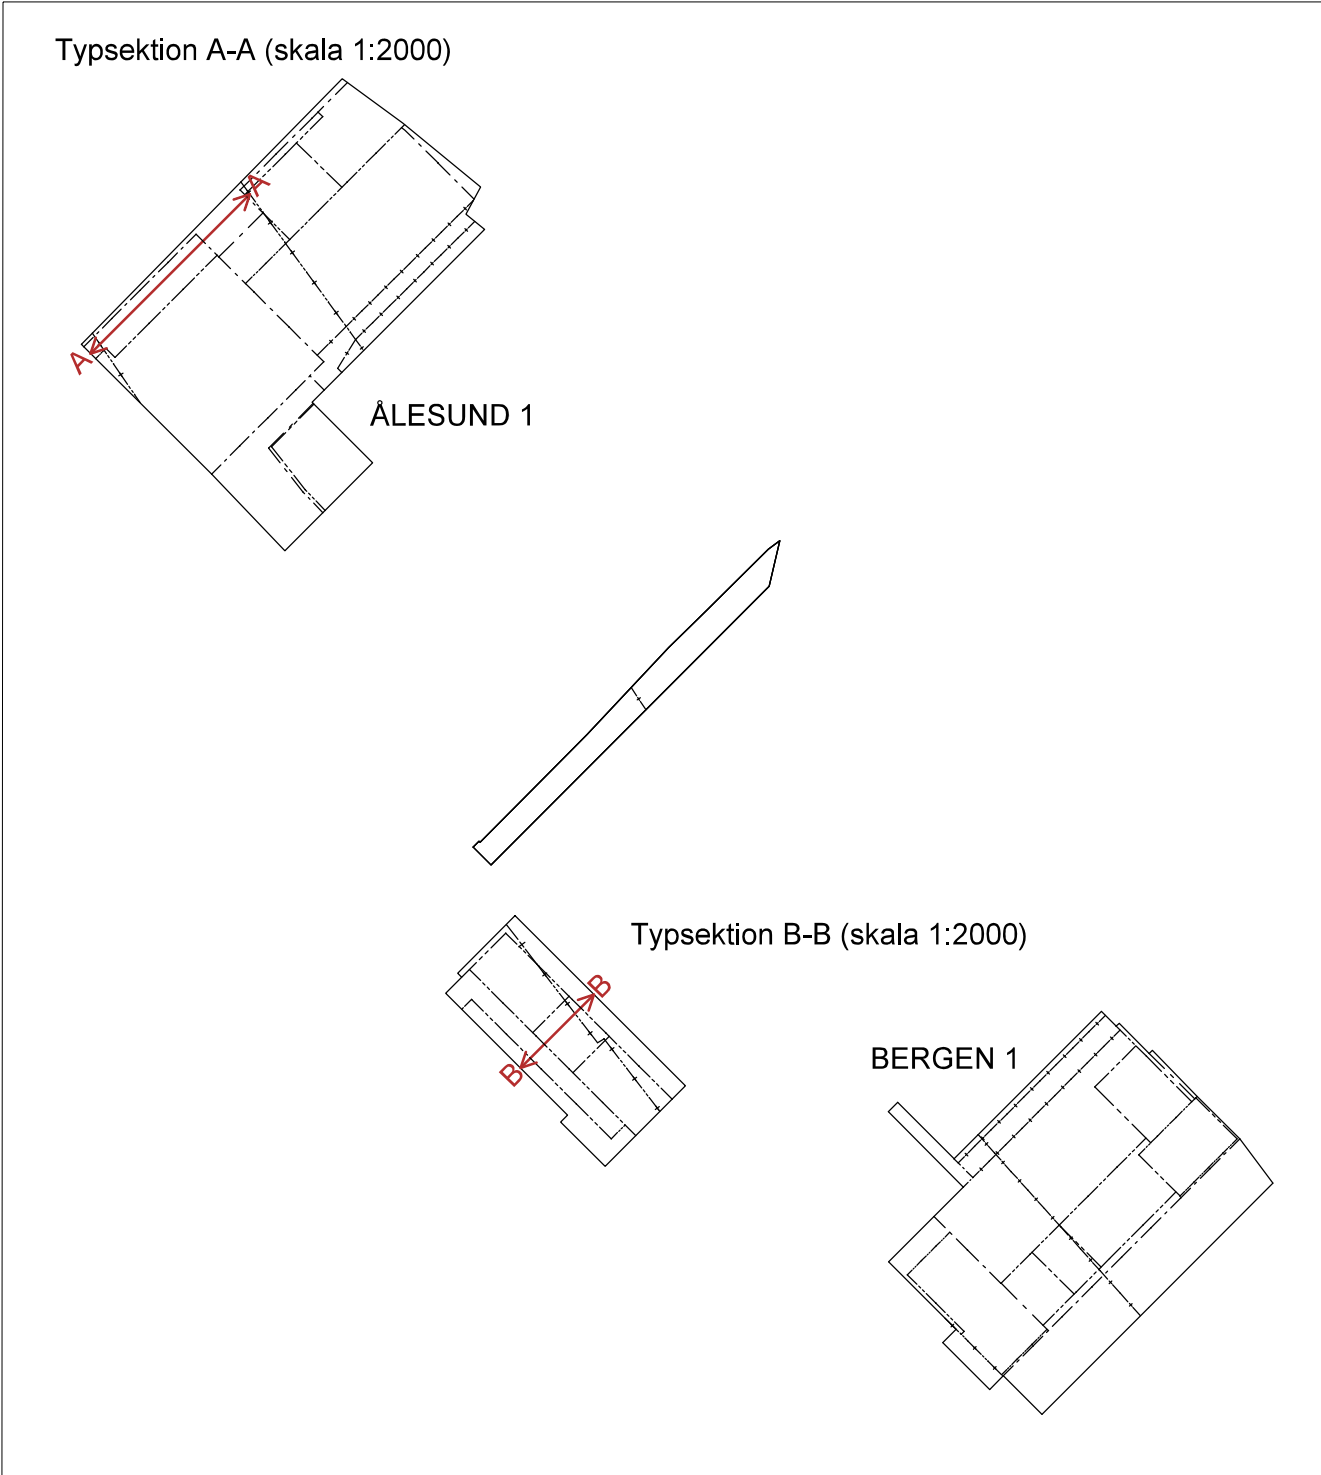 Typsektion A-A (skala 1:2000)
A
A
ÅLESUND 1
Typsektion B-B (skala 1:2000)
B
B
BERGEN 1